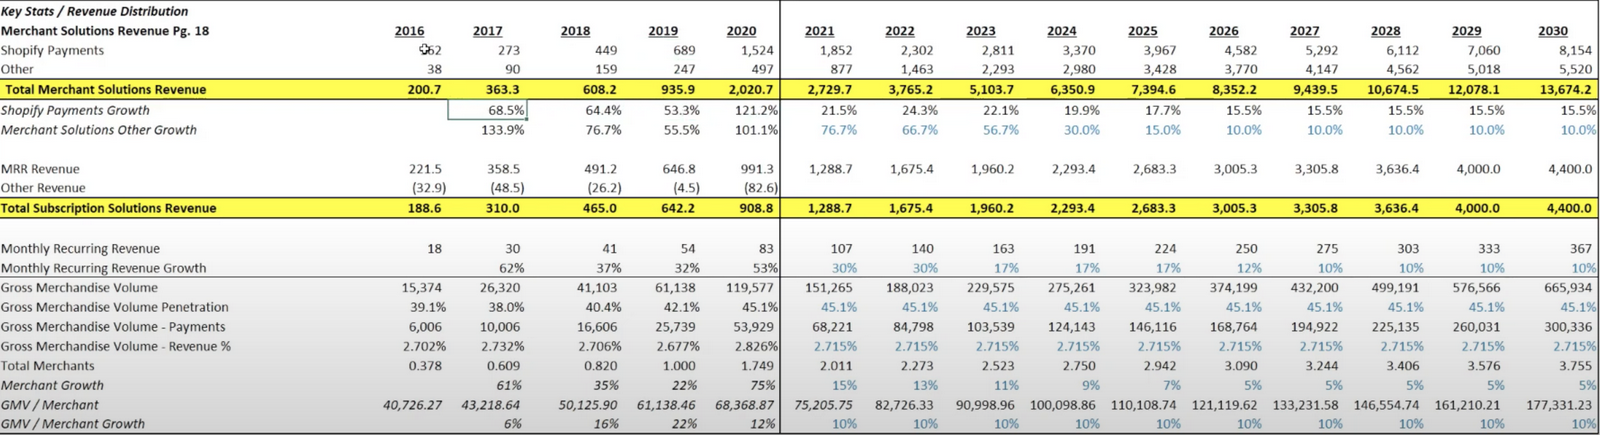 Key Stats / Revenue Distribution
Merchant Solutions Revenue Pg. 18 2016 2017 2018 2019 2020 2021 2022 2023 2024 2025 2026 2027 2028 2029 2030
Shopify Payments 62 273 449 689 1,524 1,852 2,302 2,811 3,370 3,967 4,582 5,292 6,112 7,060 8,154
Other 38 90 159 247 497 877 1,463 2,293 2,980 3,428 3,770 4,147 4,562 5,018 5,520
Total Merchant Solutions Revenue 200.7 363.3 608.2 935.9 2,020.7 2,729.7 3,765.2 5,103.7 6,350.9 7,394.6 8,352.2 9,439.5 10,674.5 12,078.1 13,674.2
Shopify Payments Growth 68.5% 64.4% 53.3% 121.2% 21.5% 24.3% 22.1% 19.9% 17.7% 15.5% 15.5% 15.5% 15.5% 15.5%
Merchant Solutions Other Growth 133.9% 76.7% 55.5% 101.1% 76.7% 66.7% 56.7% 30.0% 15.0% 10.0% 10.0% 10.0% 10.0% 10.0%
MRR Revenue 221.5 358.5 491.2 646.8 991.3 1,288.7 1,675.4 1,960.2 2,293.4 2,683.3 3,005.3 3,305.8 3,636.4 4,000.0 4,400.0
Other Revenue (32.9) (48.5) (26.2) (4.5) (82.6)
Total Subscription Solutions Revenue 188.6 310.0 465.0 642.2 908.8 1,288.7 1,675.4 1,960.2 2,293.4 2,683.3 3,005.3 3,305.8 3,636.4 4,000.0 4,400.0
Monthly Recurring Revenue 18 30 41 54 83 107 140 163 191 224 250 275 303 333 367
Monthly Recurring Revenue Growth 62% 37% 32% 53% 30% 30% 17% 17% 17% 12% 10% 10% 10% 10%
Gross Merchandise Volume 15,374 26,320 41,103 61,138 119,577 151,265 188,023 229,575 275,261 323,982 374,199 432,200 499,191 576,566 665,934
Gross Merchandise Volume Penetration 39.1% 38.0% 40.4% 42.1% 45.1% 45.1% 45.1% 45.1% 45.1% 45.1% 45.1% 45.1% 45.1% 45.1% 45.1%
Gross Merchandise Volume - Payments 6,006 10,006 16,606 25,739 53,929 68,221 84,798 103,539 124,143 146,116 168,764 194,922 225,135 260,031 300,336
Gross Merchandise Volume - Revenue % 2.702% 2.732% 2.706% 2.677% 2.826% 2.715% 2.715% 2.715% 2.715% 2.715% 2.715% 2.715% 2.715% 2.715% 2.715%
Total Merchants 0.378 0.609 0.820 1.000 1.749 2.011 2.273 2.523 2.750 2.942 3.090 3.244 3.406 3.576 3.755
Merchant Growth 61% 35% 22% 75% 15% 13% 11% 9% 7% 5% 5% 5% 5% 5%
GMV / Merchant 40,726.27 43,218.64 50,125.90 61,138.46 68,368.87 75,205.75 82,726.33 90,998.96 100,098.86 110,108.74 121,119.62 133,231.58 146,554.74 161,210.21 177,331.23
GMV / Merchant Growth 6% 16% 22% 12% 10% 10% 10% 10% 10% 10% 10% 10% 10% 10%